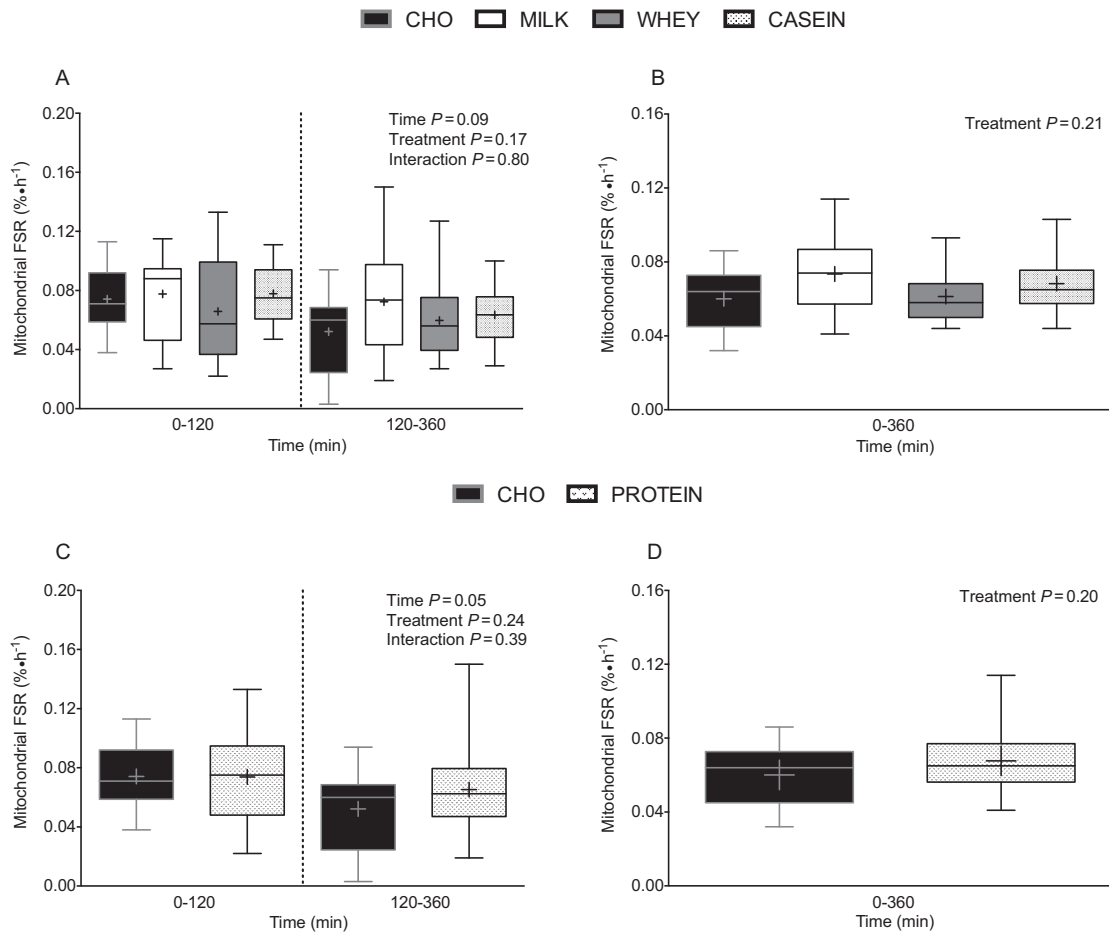 CHO MILK WHEY CASEIN
A
Mitochondrial FSR (%•h-1)
0.20
0.16
0.12
0.08
0.04
0.00
Time P=0.09
Treatment P=0.17
Interaction P=0.80
0-120 120-360
Time (min)
B
Mitochondrial FSR (%•h-1)
0.16
0.12
0.08
0.04
0.00
Treatment P=0.21
0-360
Time (min)
CHO PROTEIN
C
Mitochondrial FSR (%•h-1)
0.20
0.16
0.12
0.08
0.04
0.00
Time P=0.05
Treatment P=0.24
Interaction P=0.39
0-120 120-360
Time (min)
D
Mitochondrial FSR (%•h-1)
0.16
0.12
0.08
0.04
0.00
Treatment P=0.20
0-360
Time (min)